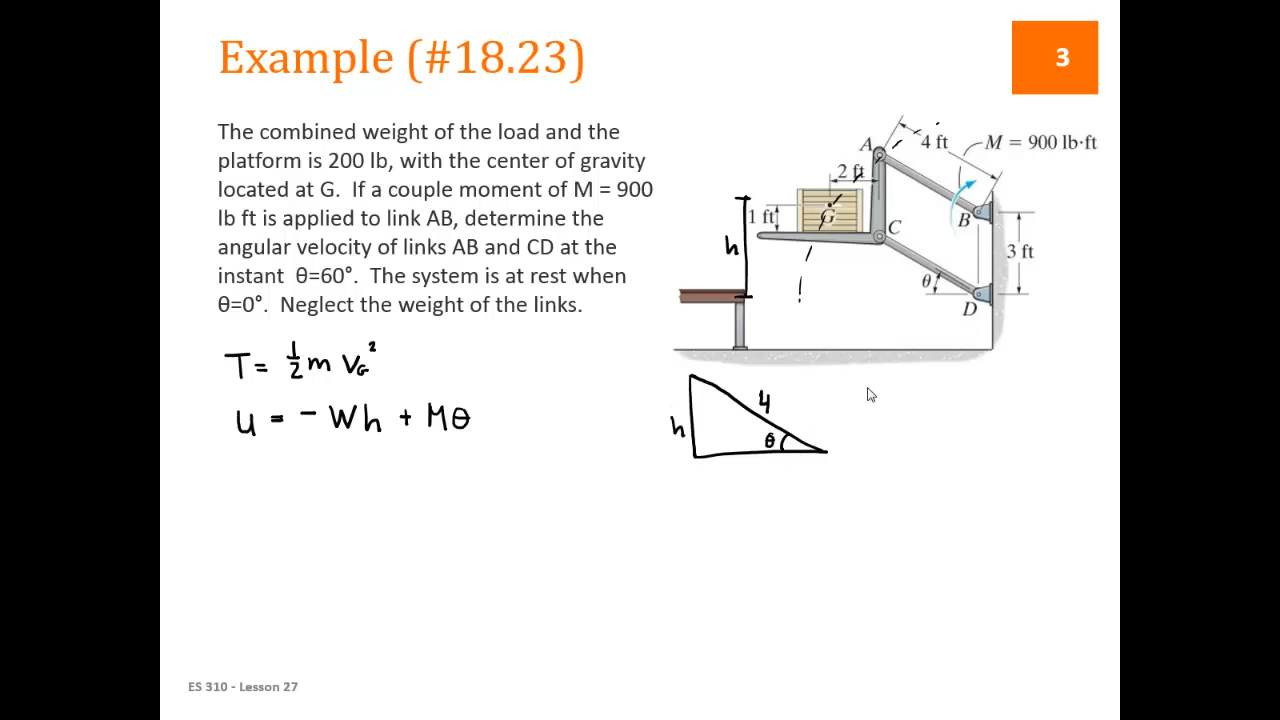 Example (#18.23)
3
The combined weight of the load and the
platform is 200 lb, with the center of gravity
located at G. If a couple moment of M = 900
lb ft is applied to link AB, determine the
angular velocity of links AB and CD at the
instant θ=60°. The system is at rest when
θ=0°. Neglect the weight of the links.
A
4 ft
M = 900 lb·ft
2 ft
G
1 ft
B
C
h
3 ft
θ
D
T = ½ m V_G²
U = - Wh + Mθ
h
4
θ
ES 310 - Lesson 27